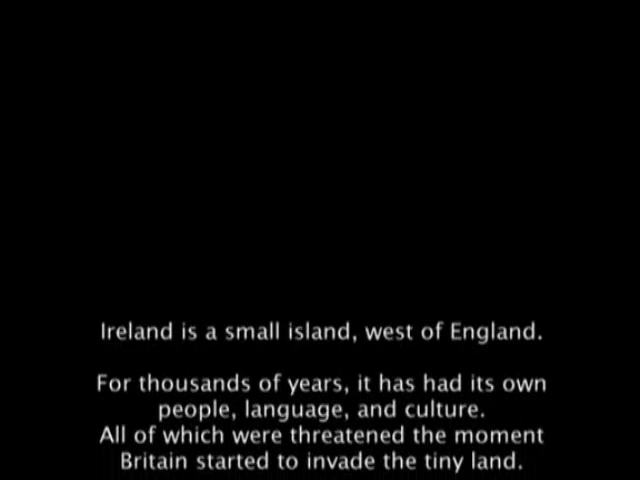 Ireland is a small island, west of England.
For thousands of years, it has had its own
people, language, and culture.
All of which were threatened the moment
Britain started to invade the tiny land.